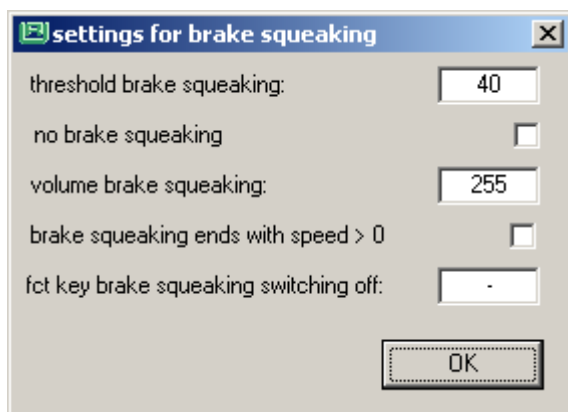 settings for brake squeaking
threshold brake squeaking: 40
no brake squeaking
volume brake squeaking: 255
brake squeaking ends with speed > 0
fct key brake squeaking switching off: -
OK